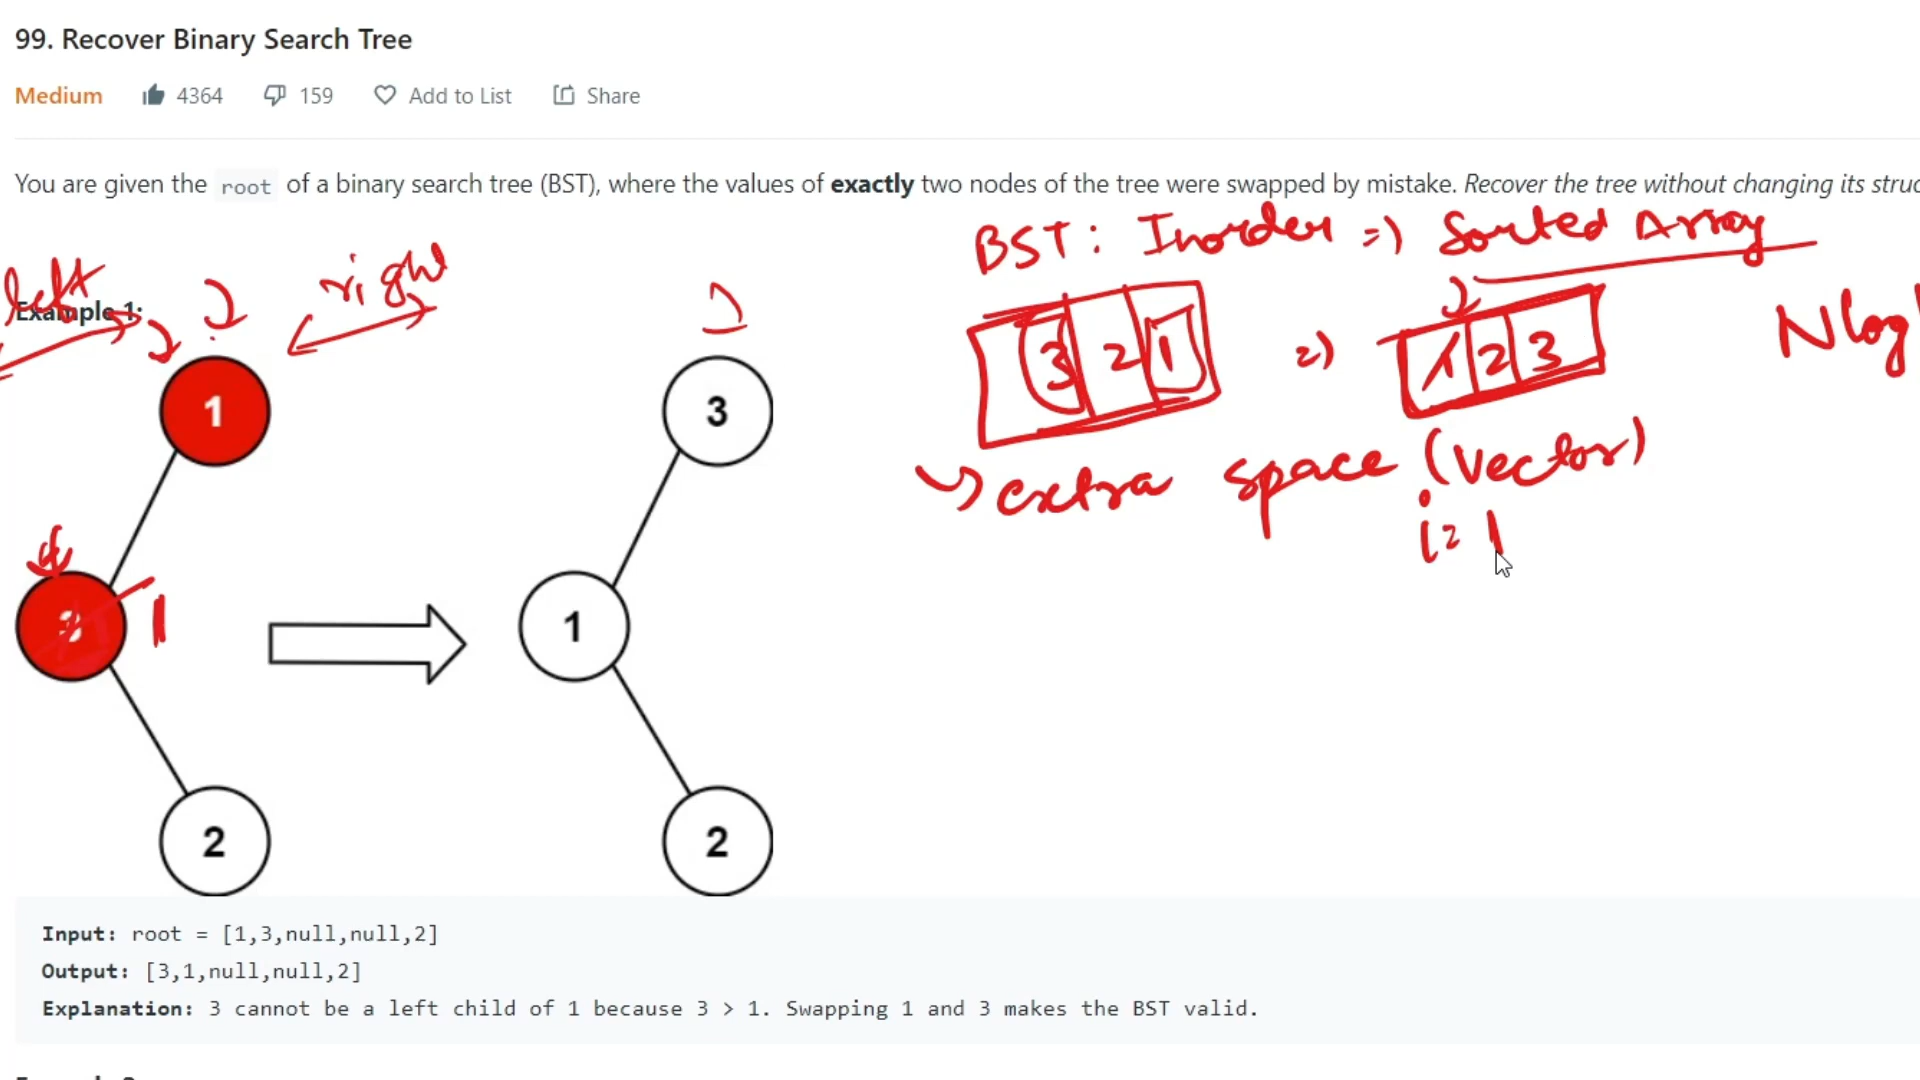 99. Recover Binary Search Tree
Medium 4364 159 Add to List Share
You are given the root of a binary search tree (BST), where the values of exactly two nodes of the tree were swapped by mistake. Recover the tree without changing its struc
BST: Inorder => Sorted Array
left
right
Example 1:
3 2 1 => 1 2 3
Nlog
1
3
extra space (vector)
i = 1
1
1
2
2
Input: root = [1,3,null,null,2]
Output: [3,1,null,null,2]
Explanation: 3 cannot be a left child of 1 because 3 > 1. Swapping 1 and 3 makes the BST valid.